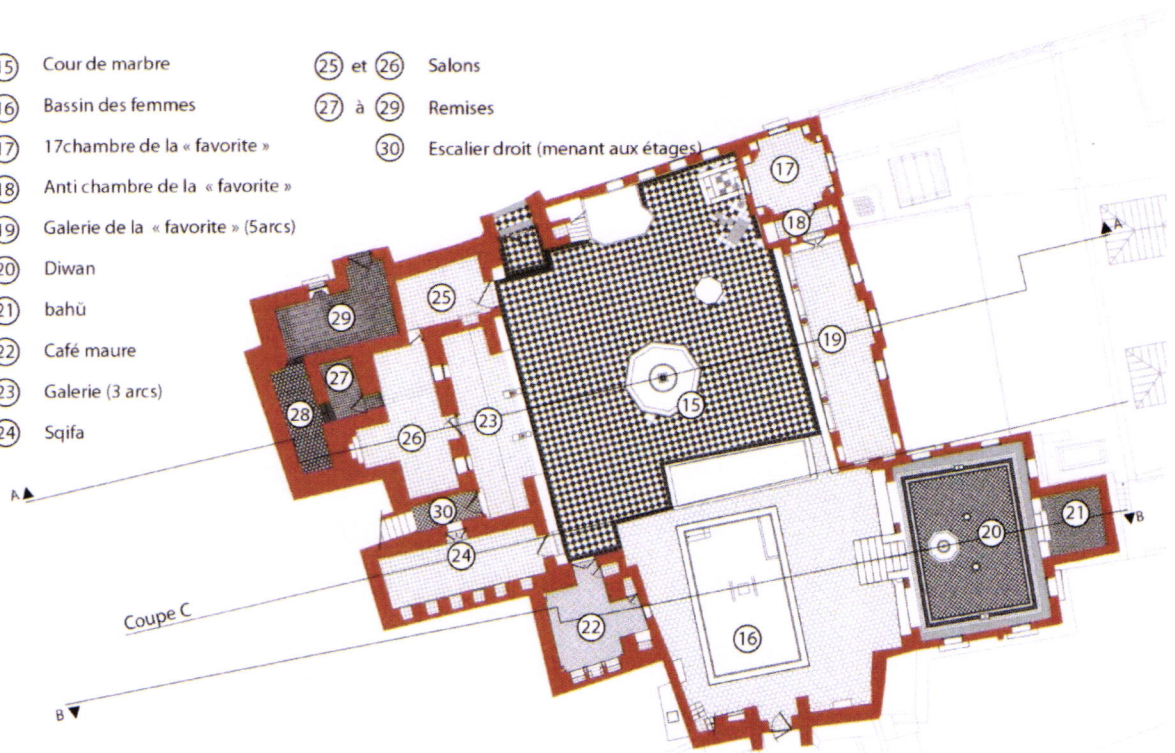 15 Cour de marbre
16 Bassin des femmes
17 17chambre de la « favorite »
18 Anti chambre de la « favorite »
19 Galerie de la « favorite » (5arcs)
20 Diwan
21 bahü
22 Café maure
23 Galerie (3 arcs)
24 Sqifa
25 et 26 Salons
27 à 29 Remises
30 Escalier droit (menant aux étages)
17
18
A
25
29
19
27
15
28
23
26
A
30
21
20
B
24
Coupe C
22
16
B